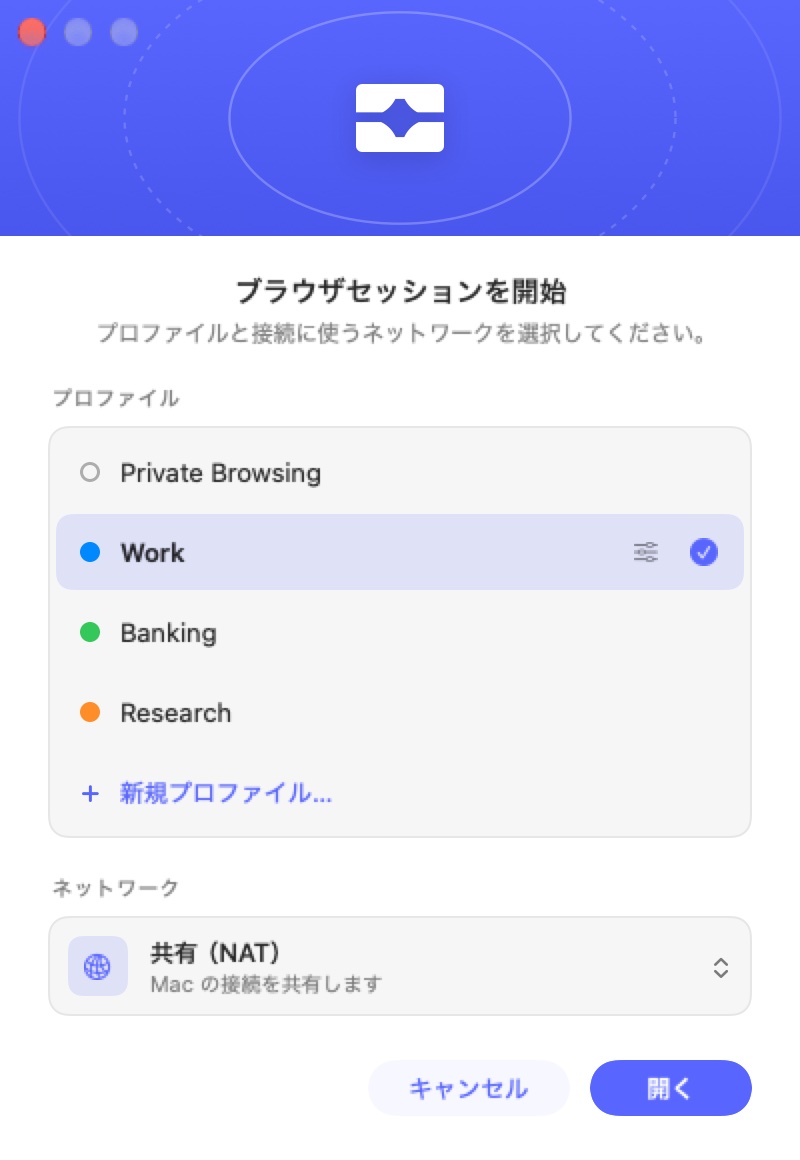 ブラウザセッションを開始
プロファイルと接続に使うネットワークを選択してください。
プロファイル
Private Browsing
Work
Banking
Research
+ 新規プロファイル...
ネットワーク
共有（NAT）
Mac の接続を共有します
キャンセル
開く